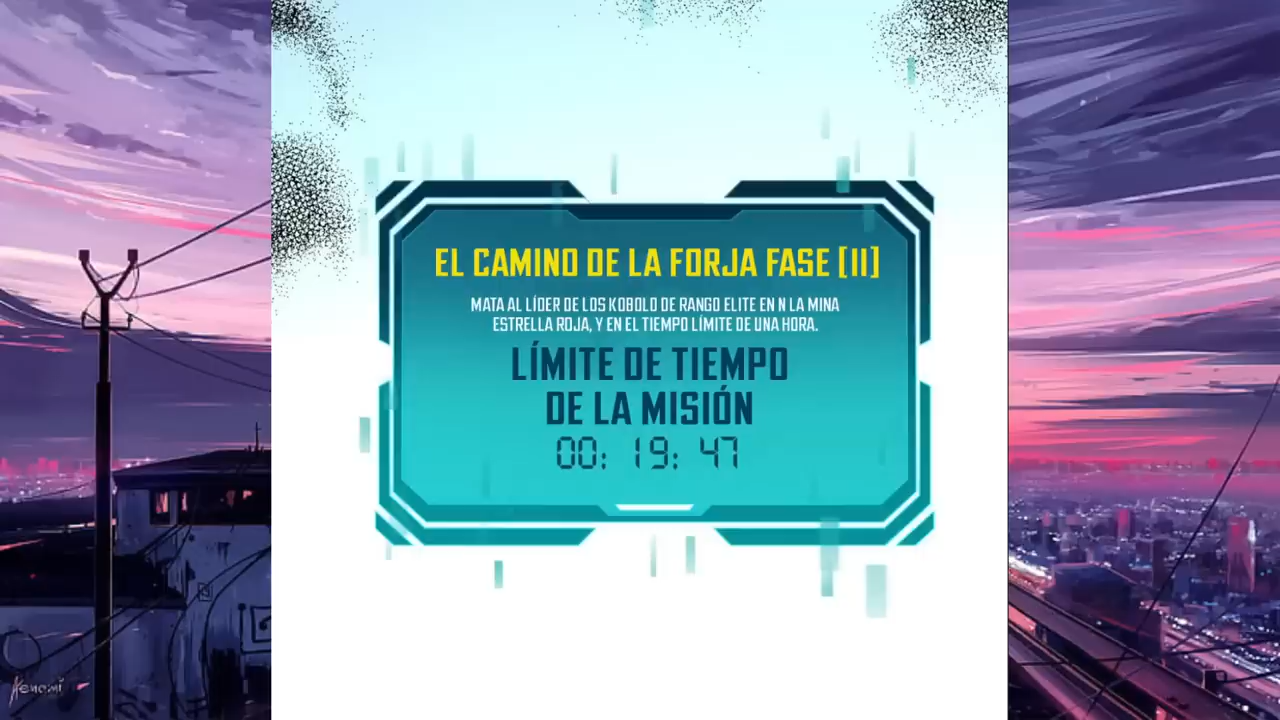 EL CAMINO DE LA FORJA FASE [II]
MATA AL LÍDER DE LOS KOBOLO DE RANGO ELITE EN N LA MINA
ESTRELLA ROJA, Y EN EL TIEMPO LÍMITE DE UNA HORA.
LÍMITE DE TIEMPO
DE LA MISIÓN
00: 19: 47